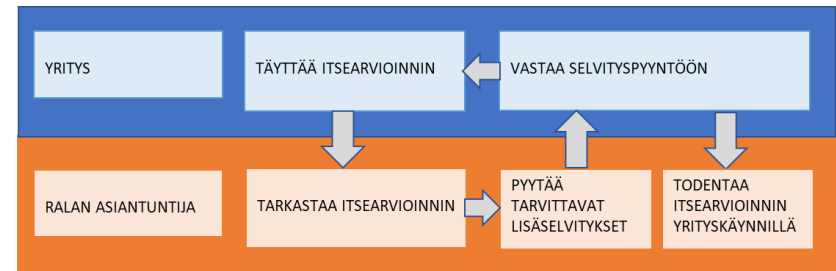 YRITYS
TÄYTTÄÄ ITSEARVIOINNIN
VASTAA SELVITYSPYYNTÖÖN
RALAN ASIANTUNTIJA
TARKASTAA ITSEARVIOINNIN
PYYTÄÄ
TARVITTAVAT
LISÄSELVITYKSET
TODENTAA
ITSEARVIOINNIN
YRITYSKÄYNNILLÄ